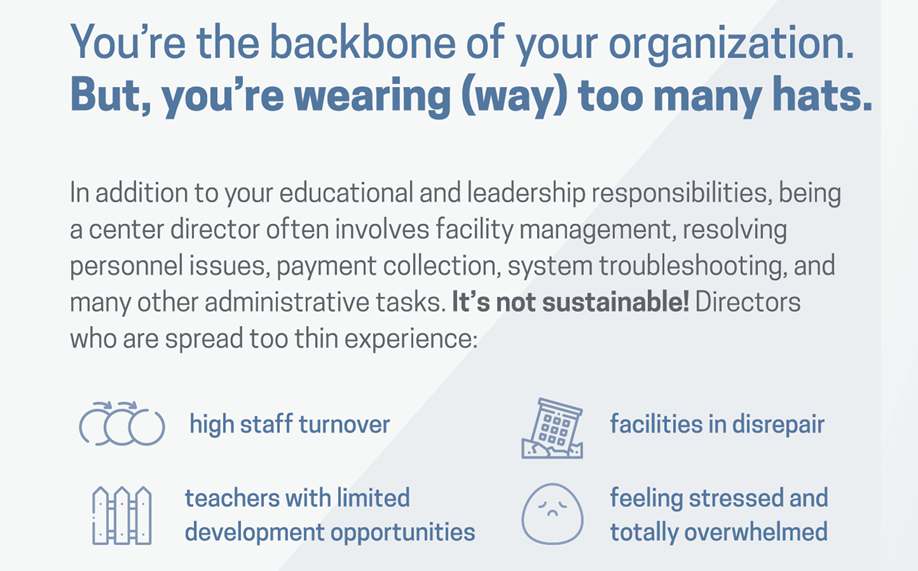 You're the backbone of your organization.
But, you're wearing (way) too many hats.
In addition to your educational and leadership responsibilities, being
a center director often involves facility management, resolving
personnel issues, payment collection, system troubleshooting, and
many other administrative tasks. It's not sustainable! Directors
who are spread too thin experience:
high staff turnover
facilities in disrepair
teachers with limited
development opportunities
feeling stressed and
totally overwhelmed